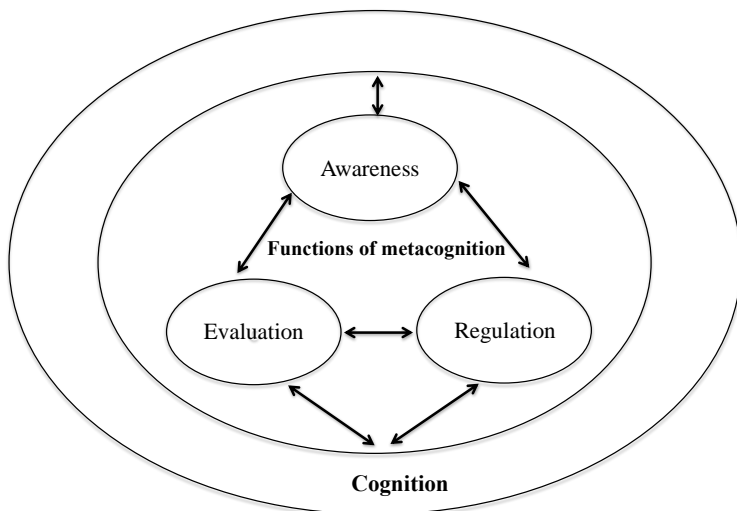 Awareness
Functions of metacognition
Evaluation
Regulation
Cognition